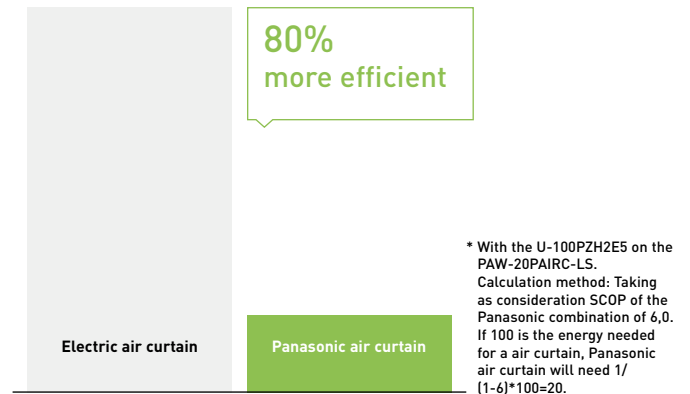 80%
more efficient
Electric air curtain
Panasonic air curtain
* With the U-100PZH2E5 on the
PAW-20PAIRC-LS.
Calculation method: Taking
as consideration SCOP of the
Panasonic combination of 6,0.
If 100 is the energy needed
for a air curtain, Panasonic
air curtain will need 1/
(1-6)*100=20.